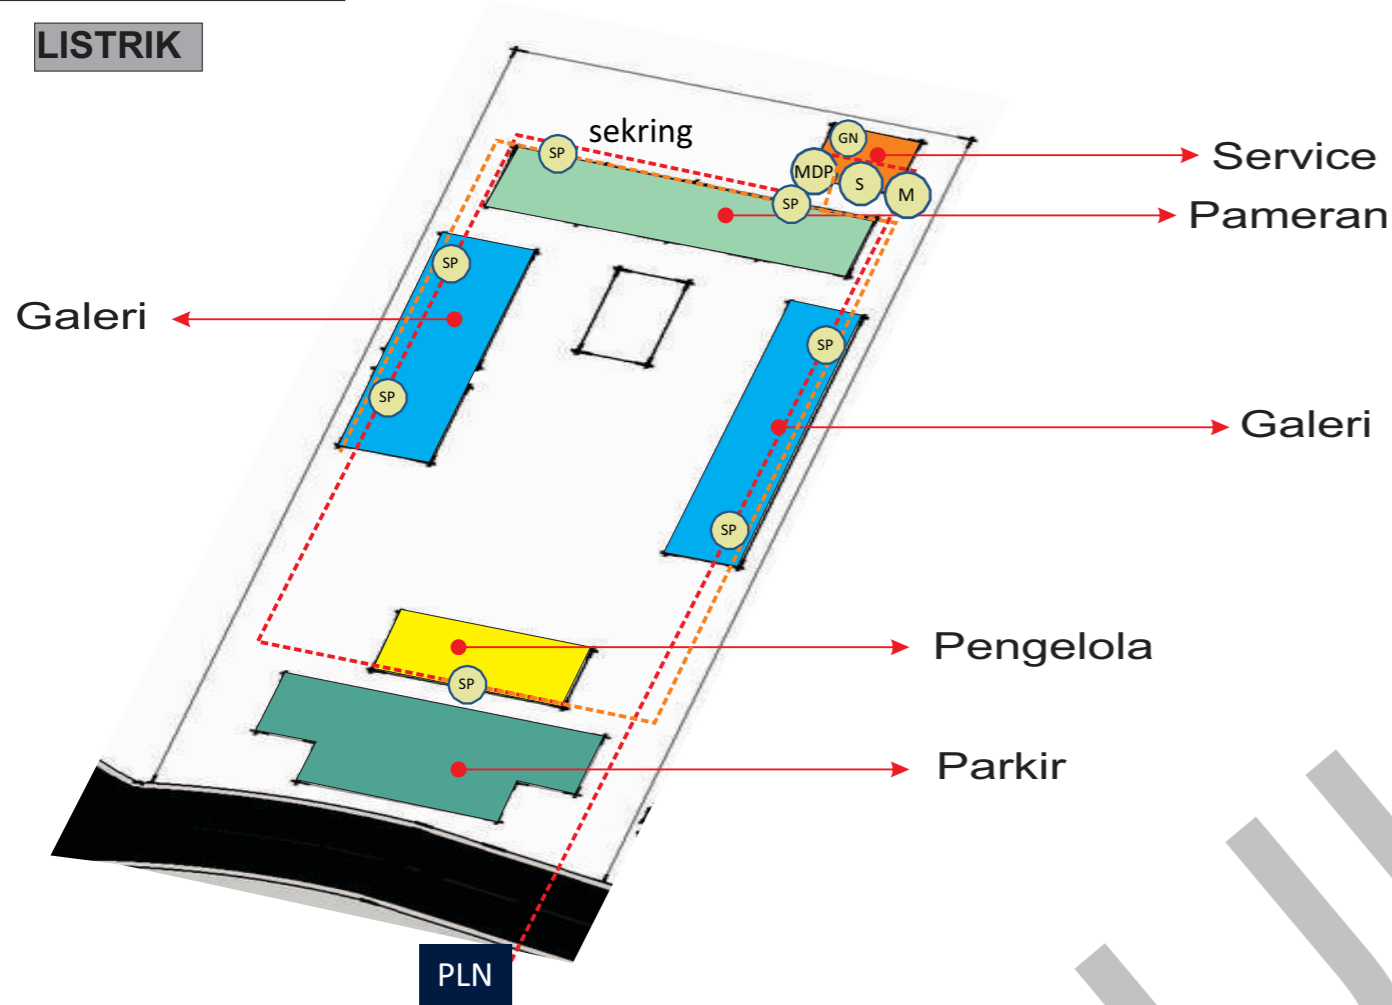 LISTRIK
sekring
GN
SP
MDP
S
M
SP
Service
Pameran
SP
Galeri
SP
SP
Galeri
SP
Pengelola
SP
Parkir
PLN